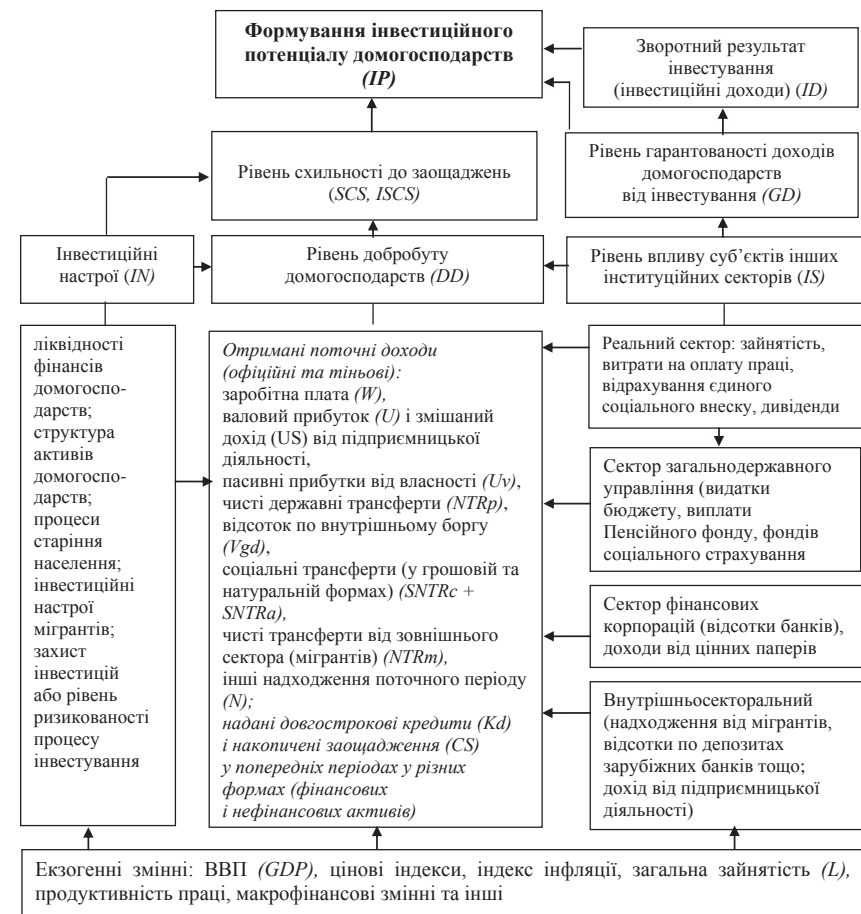 Формування інвестиційного
потенціалу домогосподарств
(IP)
Зворотний результат
інвестування
(інвестиційні доходи) (ID)
Рівень схильності до заощаджень
(SCS, ISCS)
Рівень гарантованості доходів
домогосподарств
від інвестування (GD)
Інвестиційні
настрої (IN)
Рівень добробуту
домогосподарств (DD)
Рівень впливу суб’єктів інших
інституційних секторів (IS)
ліквідності
фінансів
домогоспо-
дарств;
структура
активів
домогоспо-
дарств;
процеси
старіння
населення;
інвестиційні
настрої
мігрантів;
захист
інвестицій
або рівень
ризикованості
процесу
інвестування
Отримані поточні доходи
(офіційні та тіньові):
заробітна плата (W),
валовий прибуток (U) і змішаний
дохід (US) від підприємницької
діяльності,
пасивні прибутки від власності (Uv),
чисті державні трансферти (NTRp),
відсоток по внутрішньому боргу
(Vgd),
соціальні трансферти (у грошовій та
натуральній формах) (SNTRc +
SNTRa),
чисті трансферти від зовнішнього
сектора (мігрантів) (NTRm),
інші надходження поточного періоду
(N);
надані довгострокові кредити (Kd)
і накопичені заощадження (CS)
у попередніх періодах у різних
формах (фінансових
і нефінансових активів)
Реальний сектор: зайнятість,
витрати на оплату праці,
відрахування єдиного
соціального внеску, дивіденди
Сектор загальнодержавного
управління (видатки
бюджету, виплати
Пенсійного фонду, фондів
соціального страхування
Сектор фінансових
корпорацій (відсотки банків),
доходи від цінних паперів
Внутрішньосекторальний
(надходження від мігрантів,
відсотки по депозитах
зарубіжних банків тощо;
дохід від підприємницької
діяльності)
Екзогенні змінні: ВВП (GDP), цінові індекси, індекс інфляції, загальна зайнятість (L),
продуктивність праці, макрофінансові змінні та інші